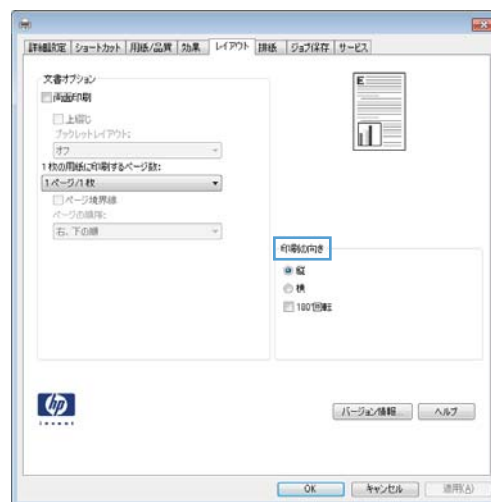 詳細設定 ショートカット 用紙/品質 効果 レイアウト 排紙 ジョブ保存 サービス
文書オプション
両面印刷
上綴じ
ブックレットレイアウト:
オフ
1 枚の用紙に印刷するページ数:
1 ページ/1 枚
ページ境界線
ページの順序:
右、下の順
E
印刷の向き
縦
横
180°回転
hp
invent
バージョン情報... ヘルプ
OK キャンセル 適用(A)